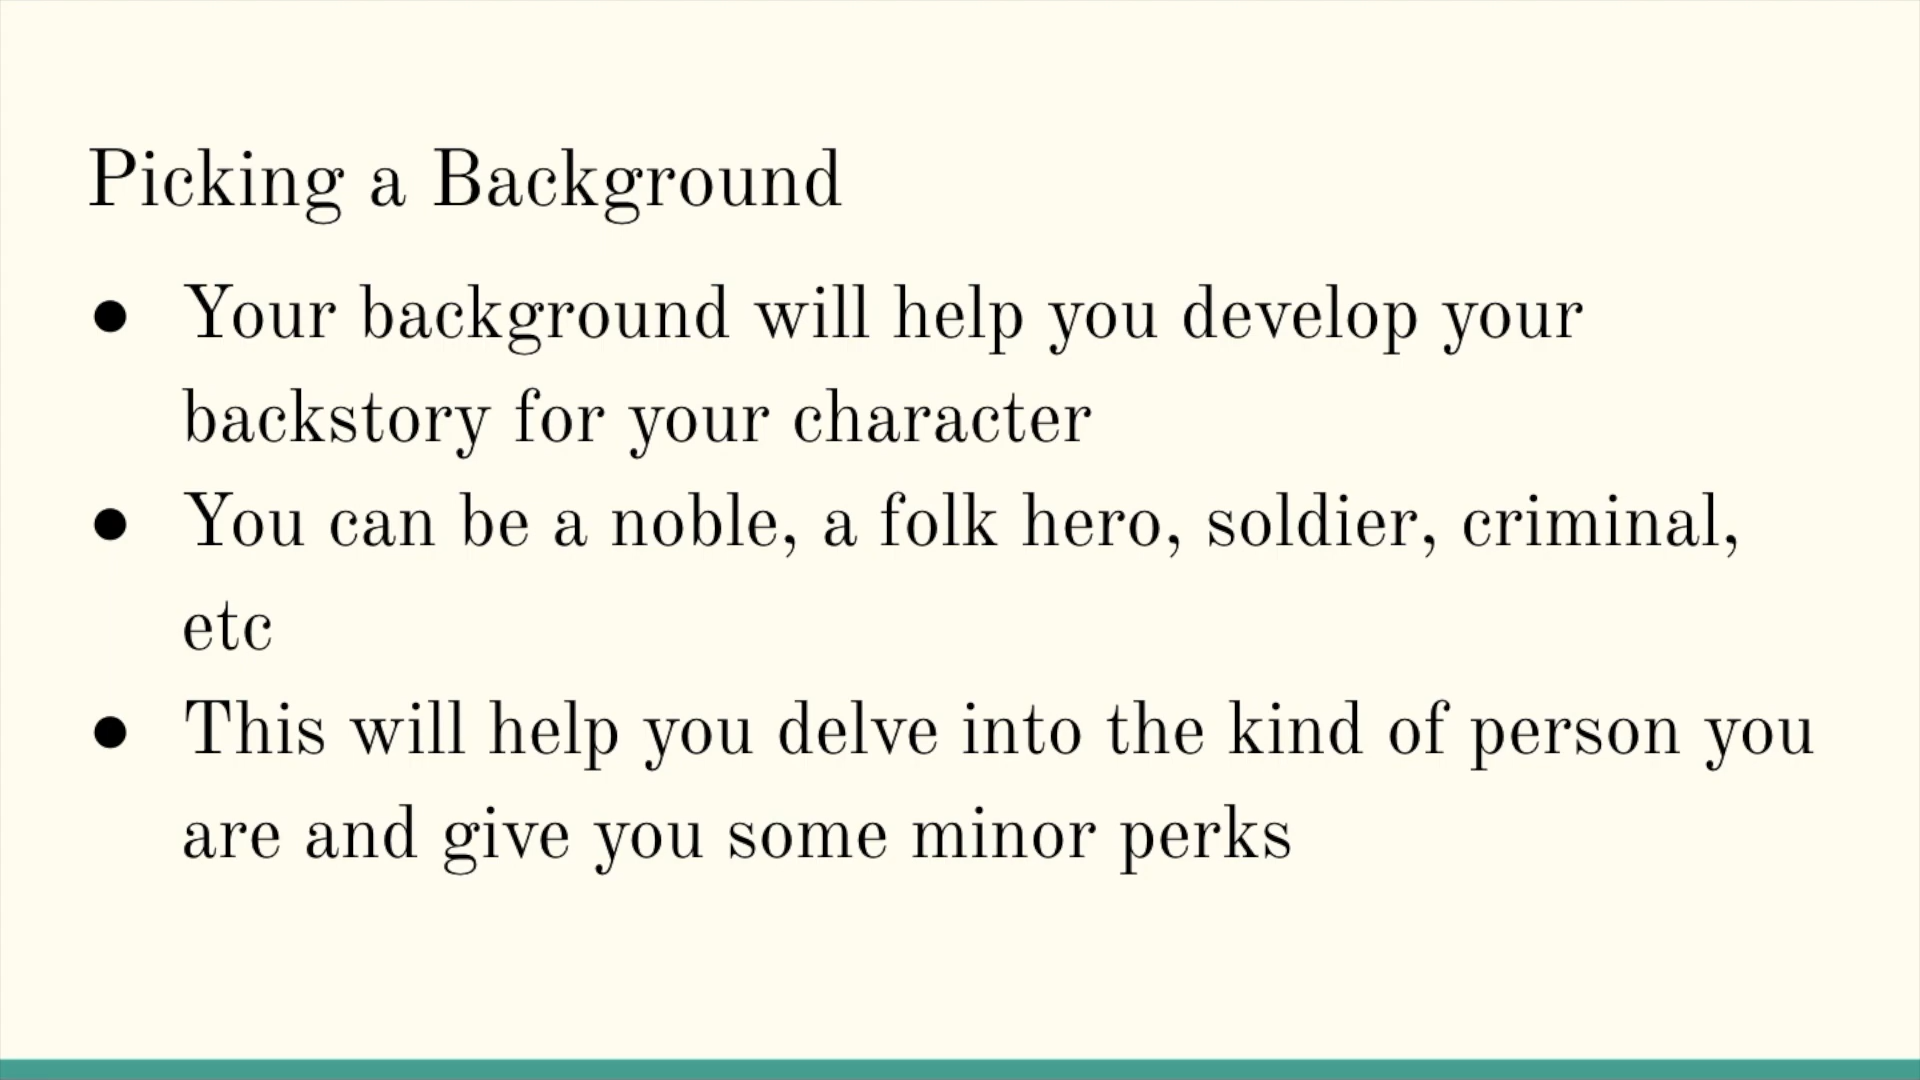 Picking a Background
● Your background will help you develop your
backstory for your character
● You can be a noble, a folk hero, soldier, criminal,
etc
● This will help you delve into the kind of person you
are and give you some minor perks